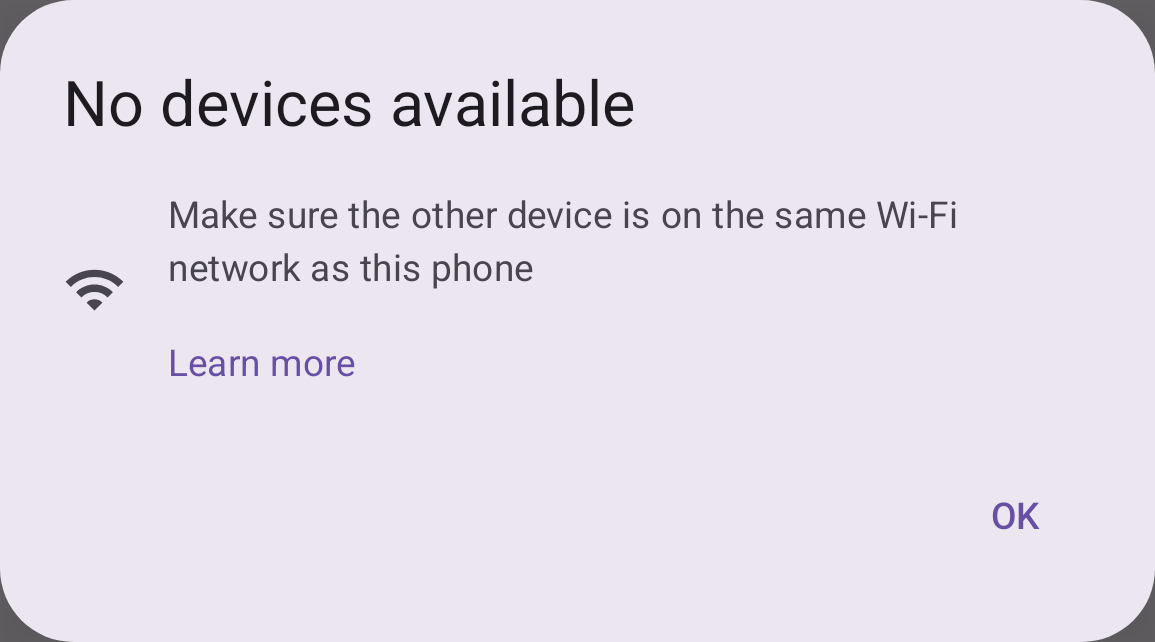 No devices available
Make sure the other device is on the same Wi-Fi
network as this phone
Learn more
OK